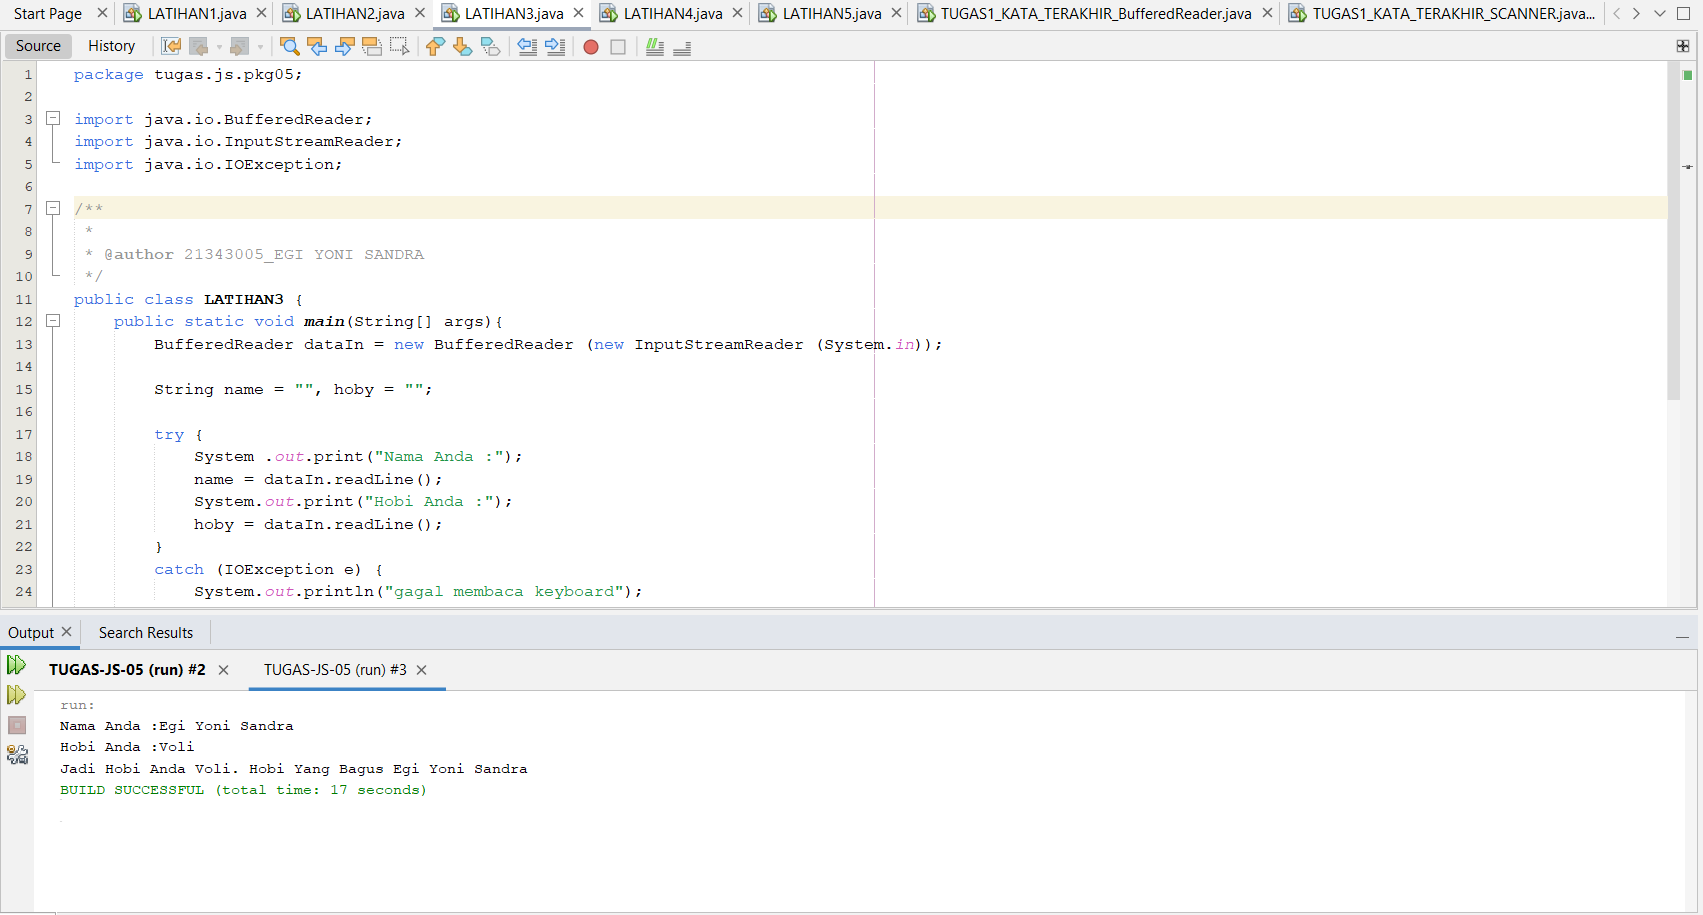 Start Page LATIHAN1.java LATIHAN2.java LATIHAN3.java LATIHAN4.java LATIHAN5.java TUGAS1_KATA_TERAKHIR_BufferedReader.java TUGAS1_KATA_TERAKHIR_SCANNER.java...
Source History
1 package tugas.js.pkg05;
2
3 import java.io.BufferedReader;
4 import java.io.InputStreamReader;
5 import java.io.IOException;
6
7 /**
8 *
9 * @author 21343005_EGI YONI SANDRA
10 */
11 public class LATIHAN3 {
12 public static void main(String[] args){
13 BufferedReader dataIn = new BufferedReader (new InputStreamReader (System.in));
14
15 String name = "", hoby = "";
16
17 try {
18 System .out.print("Nama Anda :");
19 name = dataIn.readLine();
20 System.out.print("Hobi Anda :");
21 hoby = dataIn.readLine();
22 }
23 catch (IOException e) {
24 System.out.println("gagal membaca keyboard");
Output Search Results
TUGAS-JS-05 (run) #2 TUGAS-JS-05 (run) #3
run:
Nama Anda :Egi Yoni Sandra
Hobi Anda :Voli
Jadi Hobi Anda Voli. Hobi Yang Bagus Egi Yoni Sandra
BUILD SUCCESSFUL (total time: 17 seconds)